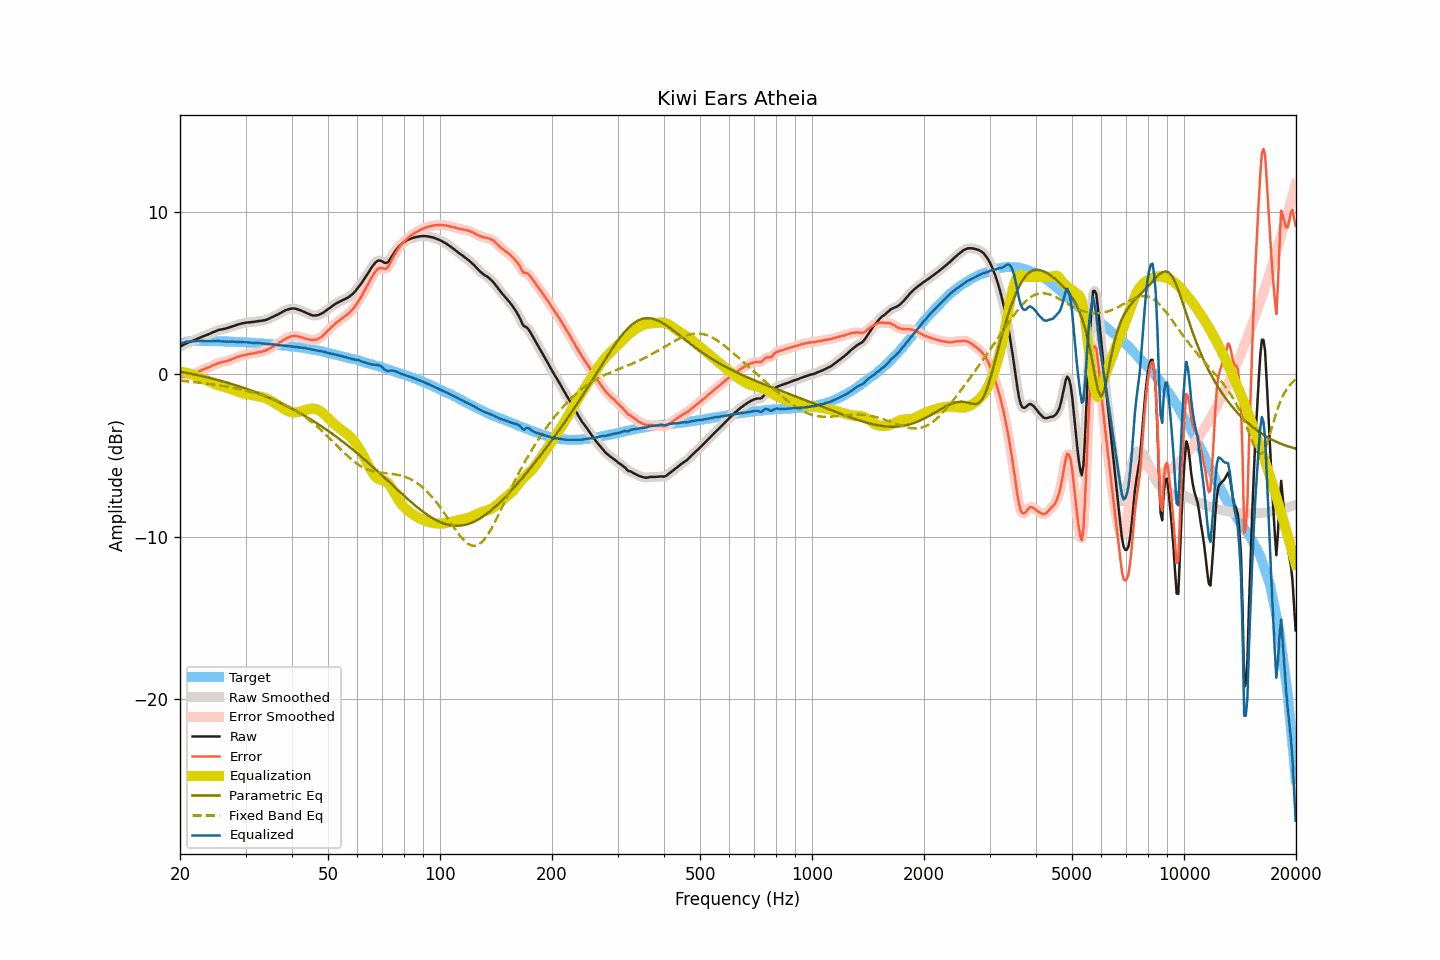 Kiwi Ears Atheia
Amplitude (dBr)
10
0
−10
−20
Target
Raw Smoothed
Error Smoothed
Raw
Error
Equalization
Parametric Eq
Fixed Band Eq
Equalized
20 50 100 200 500 1000 2000 5000 10000 20000
Frequency (Hz)